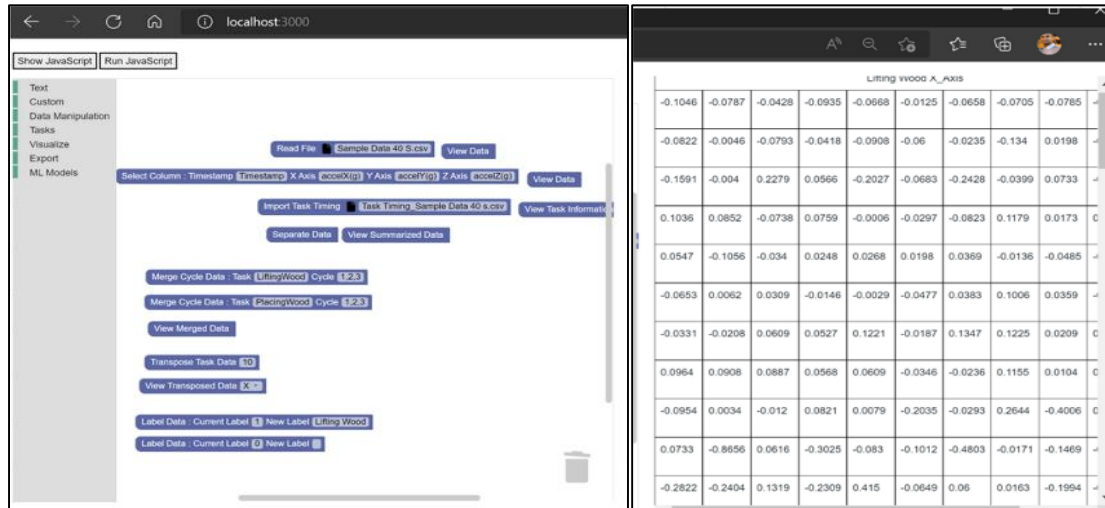 localhost:3000
Show JavaScript Run JavaScript
Text
Custom
Data Manipulation
Tasks
Visualize
Export
ML Models
Read File Sample Data 40 S.csv View Data
Select Column : Timestamp Timestamp X Axis accelX(g) Y Axis accelY(g) Z Axis accelZ(g) View Data
Import Task Timing Task Timing_Sample Data 40 s.csv View Task Informatio
Separate Data View Summarized Data
Merge Cycle Data : Task LiftingWood Cycle 1,2,3
Merge Cycle Data : Task PlacingWood Cycle 1,2,3
View Merged Data
Transpose Task Data 10
View Transposed Data X
Label Data : Current Label 1 New Label Lifting Wood
Label Data : Current Label 0 New Label
Lifting Wood X_Axis
-0.1046 -0.0787 -0.0428 -0.0935 -0.0668 -0.0125 -0.0658 -0.0705 -0.0785
-0.0822 -0.0046 -0.0793 -0.0418 -0.0908 -0.06 -0.0235 -0.134 0.0198
-0.1591 -0.004 0.2279 0.0566 -0.2027 -0.0683 -0.2428 -0.0399 0.0733
0.1036 0.0852 -0.0738 0.0759 -0.0006 -0.0297 -0.0823 0.1179 0.0173
0.0547 -0.1056 -0.034 0.0248 0.0268 0.0198 0.0369 -0.0136 -0.0485
-0.0653 0.0062 0.0309 -0.0146 -0.0029 -0.0477 0.0383 0.1006 0.0359
-0.0331 -0.0208 0.0609 0.0527 0.1221 -0.0187 0.1347 0.1225 0.0209
0.0964 0.0908 0.0887 0.0568 0.0609 -0.0346 -0.0236 0.1155 0.0104
-0.0954 0.0034 -0.012 0.0821 0.0079 -0.2035 -0.0293 0.2644 -0.4006
0.0733 -0.8656 0.0616 -0.3025 -0.083 -0.1012 -0.4803 -0.0171 -0.1469
-0.2822 -0.2404 0.1319 -0.2309 0.415 -0.0649 0.06 0.0163 -0.1994